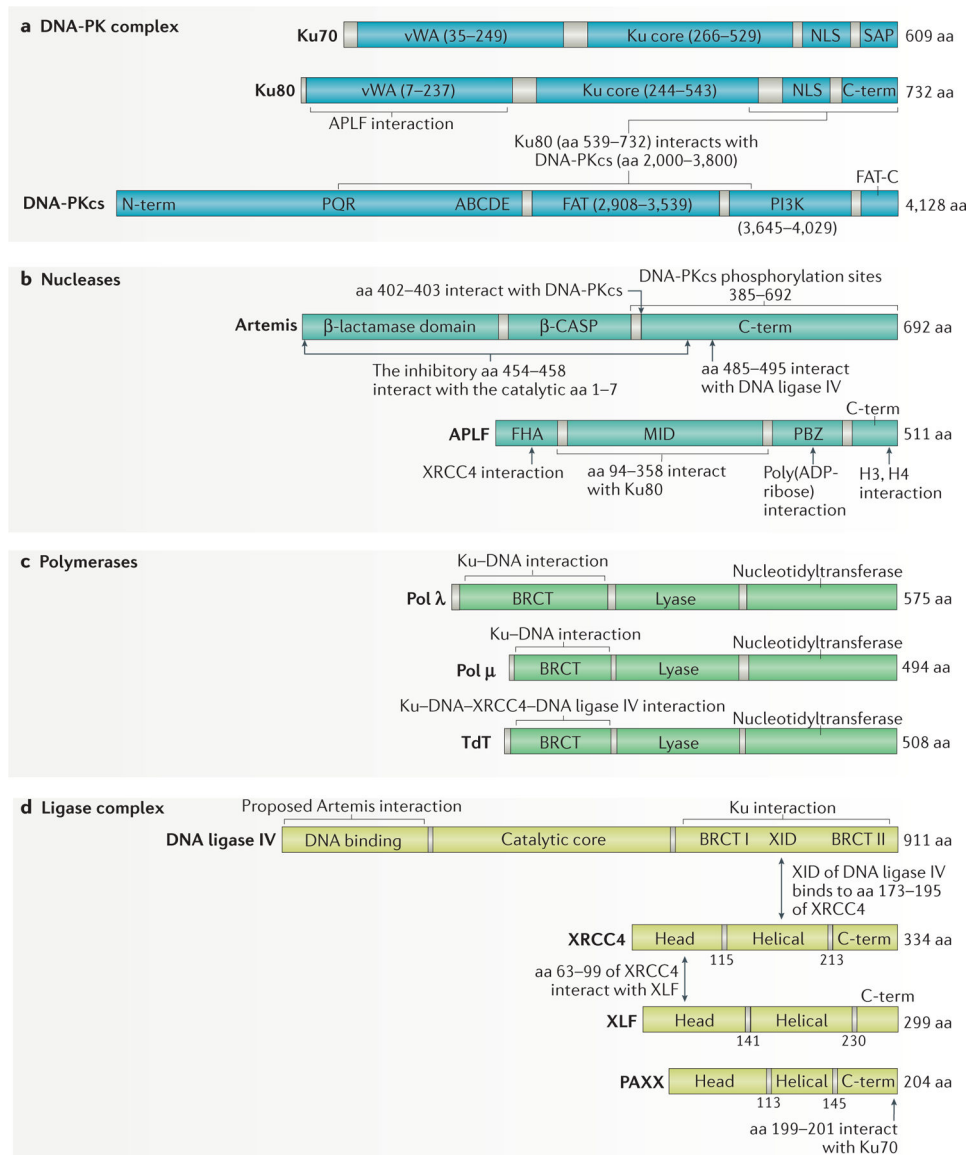 a DNA-PK complex
Ku70 vWA (35–249) Ku core (266–529) NLS SAP 609 aa
Ku80 vWA (7–237) Ku core (244–543) NLS C-term 732 aa
APLF interaction
Ku80 (aa 539–732) interacts with
DNA-PKcs (aa 2,000–3,800)
FAT-C
DNA-PKcs N-term PQR ABCDE FAT (2,908–3,539) PI3K 4,128 aa
(3,645–4,029)
b Nucleases
DNA-PKcs phosphorylation sites
385–692
aa 402–403 interact with DNA-PKcs
Artemis β-lactamase domain β-CASP C-term 692 aa
The inhibitory aa 454–458
interact with the catalytic aa 1–7
aa 485–495 interact
with DNA ligase IV
C-term
APLF FHA MID PBZ 511 aa
XRCC4 interaction
aa 94–358 interact
with Ku80
Poly(ADP-
ribose)
interaction
H3, H4
interaction
c Polymerases
Ku–DNA interaction
Nucleotidyltransferase
Pol λ BRCT Lyase 575 aa
Ku–DNA interaction
Nucleotidyltransferase
Pol μ BRCT Lyase 494 aa
Ku–DNA–XRCC4–DNA ligase IV interaction
Nucleotidyltransferase
TdT BRCT Lyase 508 aa
d Ligase complex
Proposed Artemis interaction
Ku interaction
DNA ligase IV DNA binding Catalytic core BRCT I XID BRCT II 911 aa
XID of DNA ligase IV
binds to aa 173–195
of XRCC4
XRCC4 Head Helical C-term 334 aa
115 213
aa 63–99 of XRCC4
interact with XLF
C-term
XLF Head Helical 299 aa
141 230
PAXX Head Helical C-term 204 aa
113 145
aa 199–201 interact
with Ku70